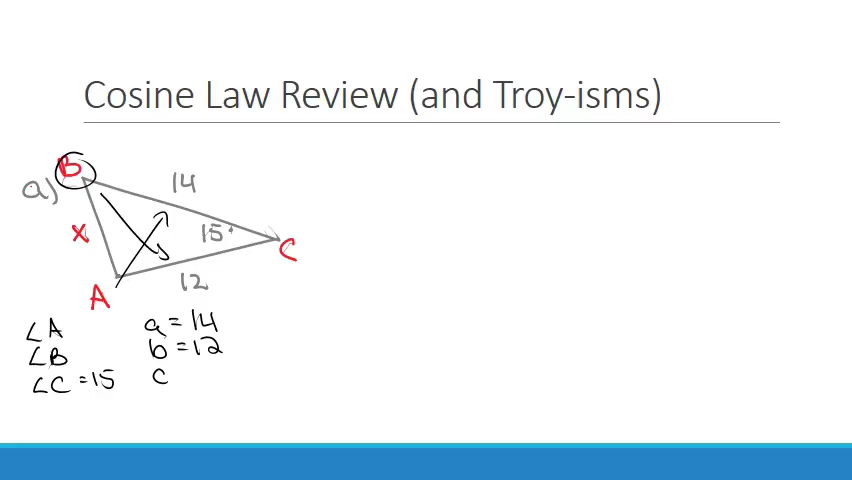 Cosine Law Review (and Troy-isms)
B
a)
14
x
15°
C
12
A
∠A
a = 14
∠B
b = 12
∠C = 15
c